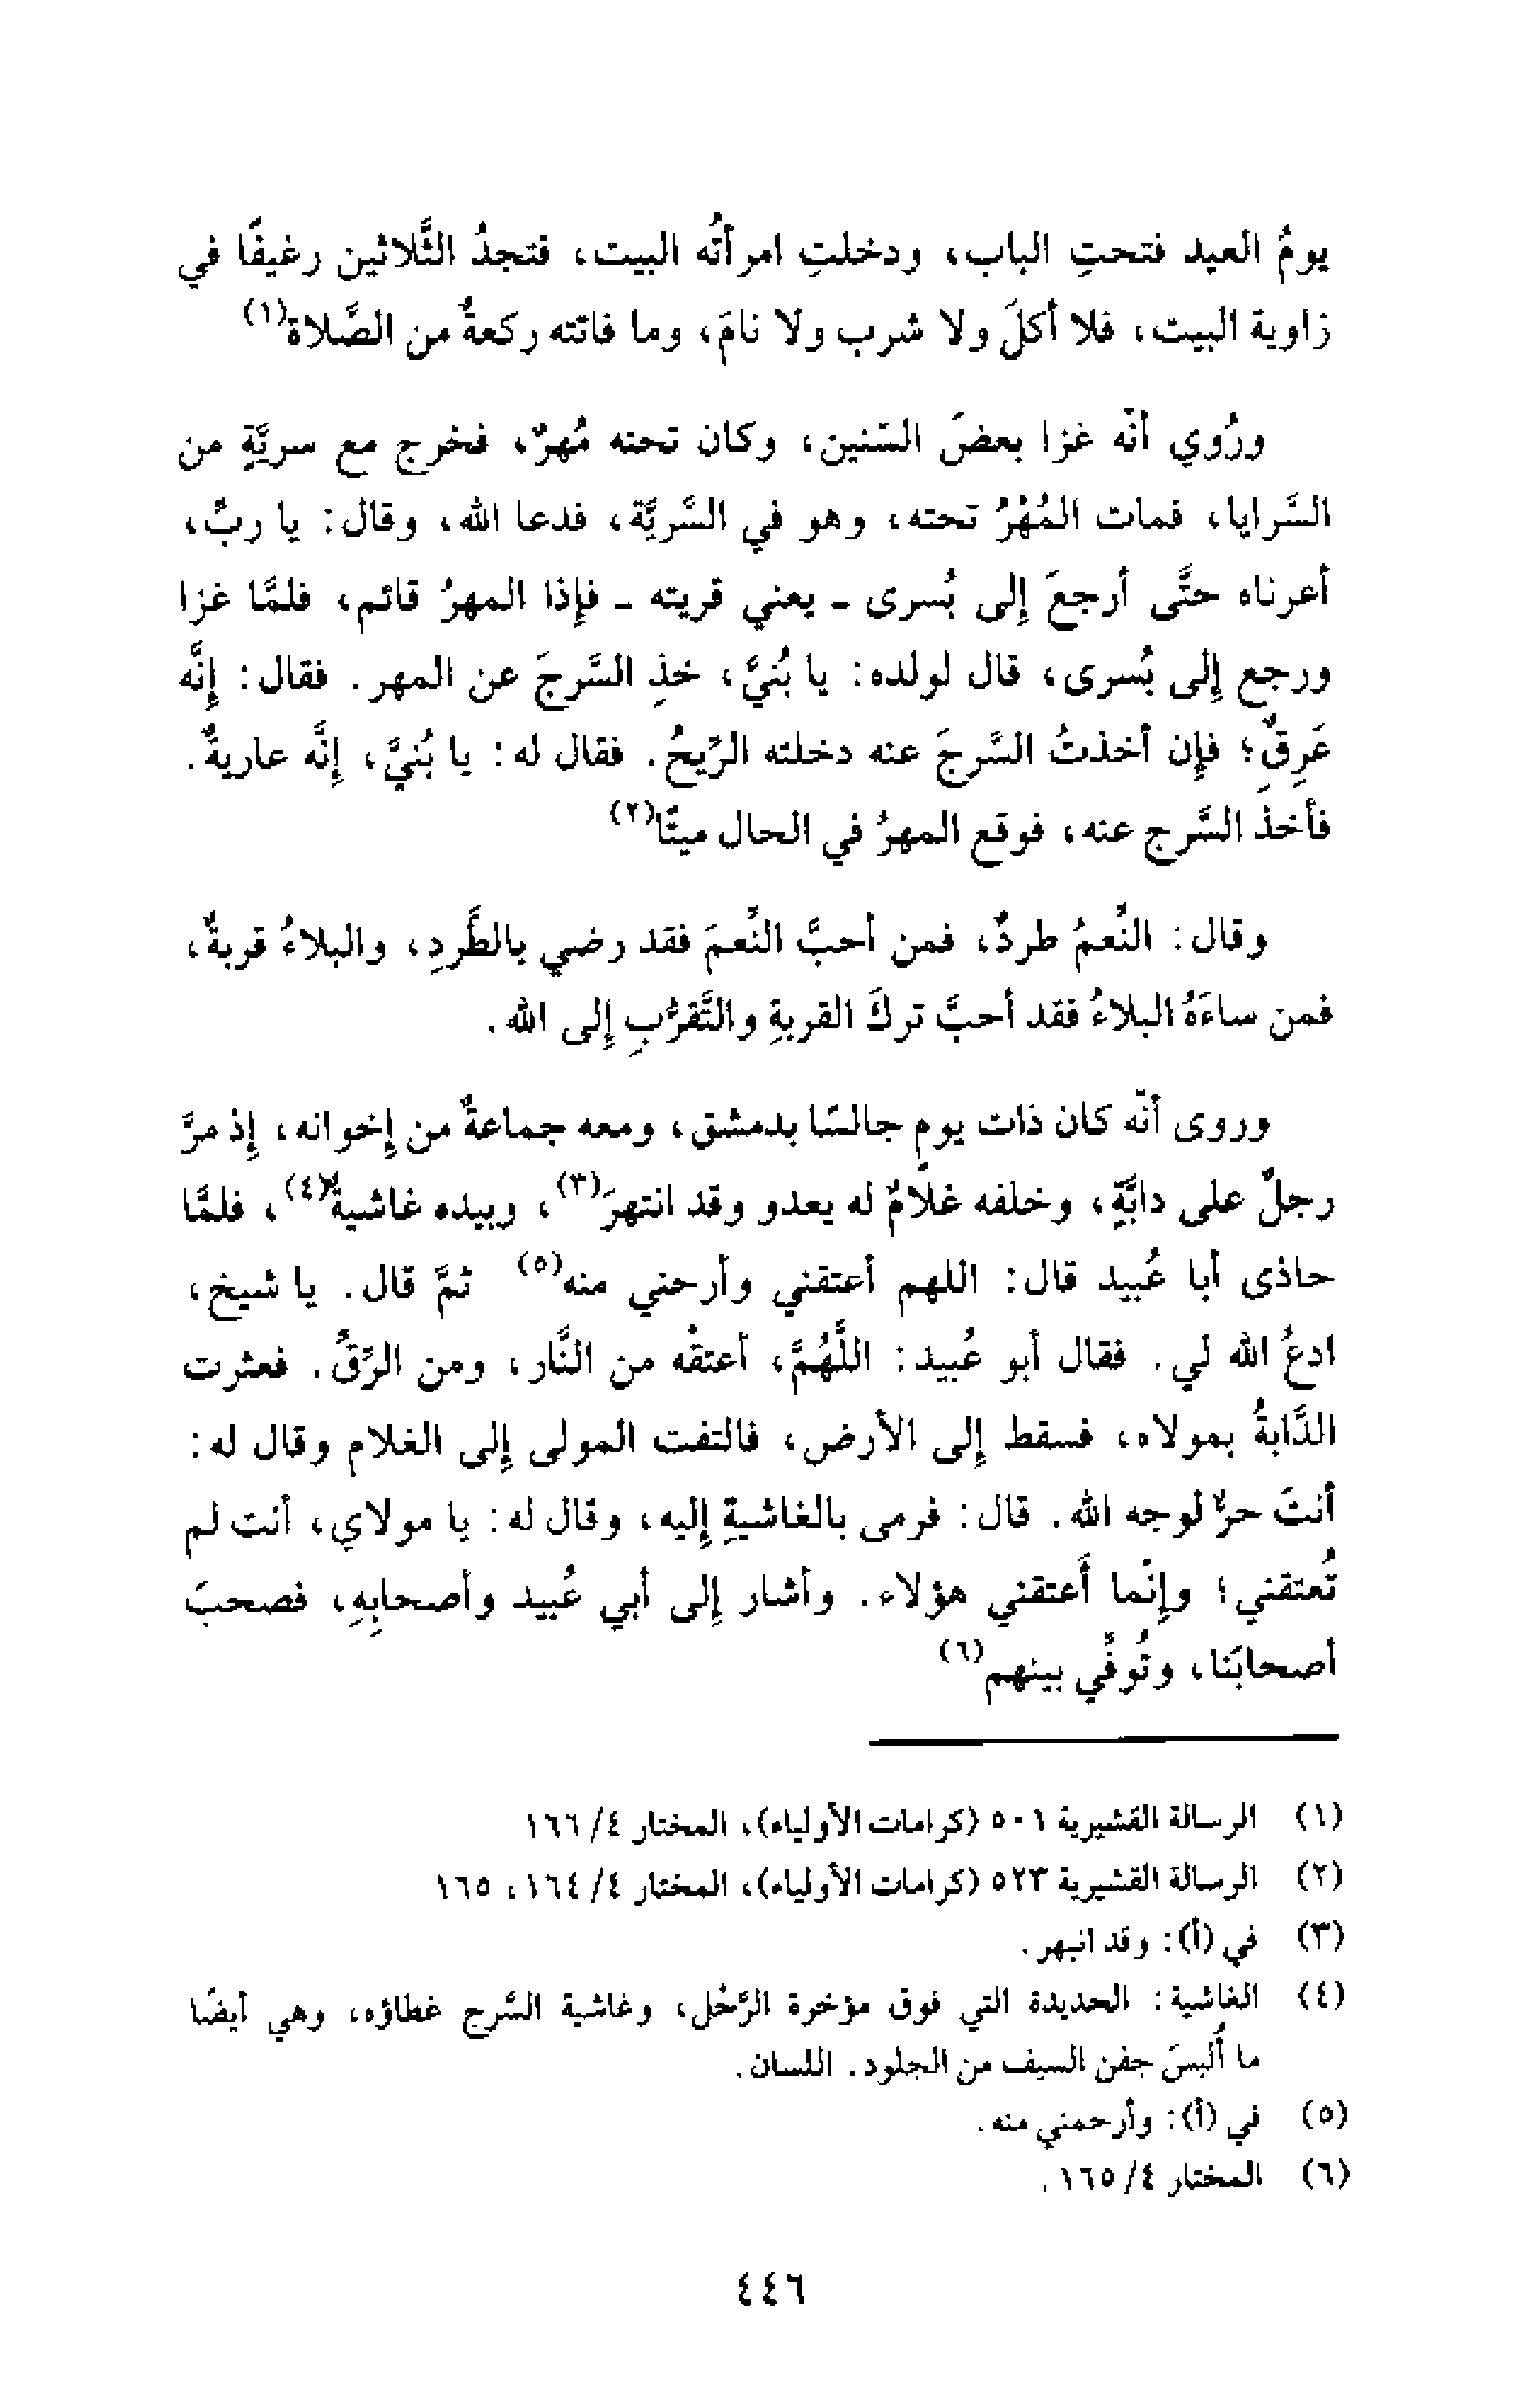 يومُ العيد فتحتِ الباب، ودخلتِ امرأتُه البيت، فتجدُ الثَّلاثين رغيفًا في
زاوية البيت، فلا أكلَ ولا شرب ولا نامَ، وما فاتته ركعةٌ من الصَّلاة(١)
ورُوي أنّه غزا بعضَ السّنين، وكان تحته مُهرٌ، فخرج مع سريَّةٍ من
السَّرايا، فمات المُهْرُ تحته، وهو في السَّريَّة، فدعا الله، وقال: يا ربِّ،
أعرناه حتَّى أرجعَ إلى بُسرى ـ يعني قريته ـ فإذا المهرُ قائم، فلمَّا غزا
ورجع إلى بُسرى، قال لولده: يا بُنيَّ، خذِ السَّرجَ عن المهر. فقال: إنَّه
عَرِقٌ؛ فإن أخذتُ السَّرجَ عنه دخلته الرِّيحُ. فقال له: يا بُنيَّ، إنَّه عاريةٌ.
فأخذَ السَّرج عنه، فوقع المهرُ في الحال ميتًا(٢)
وقال: النِّعمُ طردٌ، فمن أحبَّ النِّعمَ فقد رضي بالطَّردِ، والبلاءُ قربةٌ،
فمن ساءَهُ البلاءُ فقد أحبَّ تركَ القربةِ والتَّقرُّبِ إلى الله.
وروى أنّه كان ذات يومٍ جالسًا بدمشق، ومعه جماعةٌ من إخوانه، إذ مرَّ
رجلٌ على دابَّةٍ، وخلفه غلامٌ له يعدو وقد انتهرَ(٣)، وبيده غاشيةٌ(٤)، فلمَّا
حاذى أبا عُبيد قال: اللهم أعتقني وأرحني منه(٥) ثمَّ قال. يا شيخ،
ادعُ الله لي. فقال أبو عُبيد: اللَّهُمَّ، أعتقْه من النَّار، ومن الرِّقِّ. فعثرت
الدَّابةُ بمولاه، فسقط إلى الأرض، فالتفت المولى إلى الغلام وقال له:
أنتَ حرٌّ لوجه الله. قال: فرمى بالغاشيةِ إليه، وقال له: يا مولاي، أنت لم
تُعتقني؛ وإنّما أعتقني هؤلاء. وأشار إلى أبي عُبيد وأصحابِهِ، فصحبَ
أصحابَنا، وتُوفِّي بينهم(٦)
(١) الرسالة القشيرية ٥٠١ (كرامات الأولياء)، المختار ٤/ ١٦٦
(٢) الرسالة القشيرية ٥٢٣ (كرامات الأولياء)، المختار ٤/ ١٦٤، ١٦٥
(٣) في (أ): وقد انبهر.
(٤) الغاشية: الحديدة التي فوق مؤخرة الرَّحْل، وغاشية السَّرج غطاؤه، وهي أيضًا
ما أُلبسَ جفن السيف من الجلود. اللسان.
(٥) في (أ): وأرحمني منه.
(٦) المختار ٤/ ١٦٥.
٤٤٦